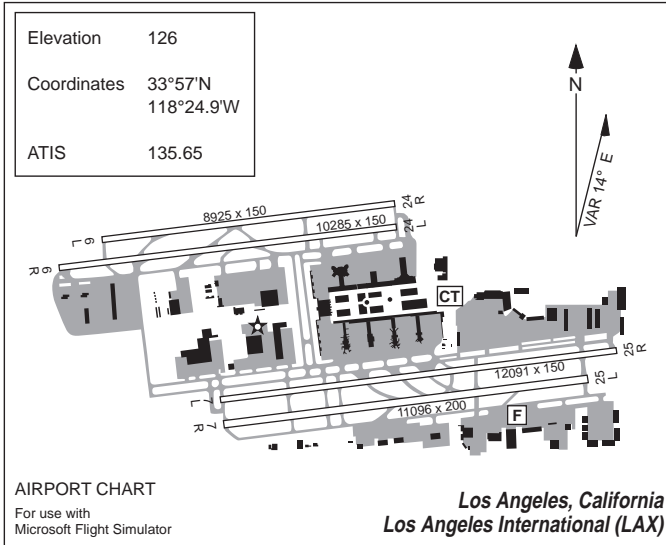 Elevation 126
Coordinates 33°57'N
118°24.9'W
ATIS 135.65
N
VAR 14° E
8925 x 150
24
R
6
L
10285 x 150
24
L
6
R
CT
12091 x 150
25
R
7
L
11096 x 200
25
L
7
R
F
AIRPORT CHART
For use with
Microsoft Flight Simulator
Los Angeles, California
Los Angeles International (LAX)